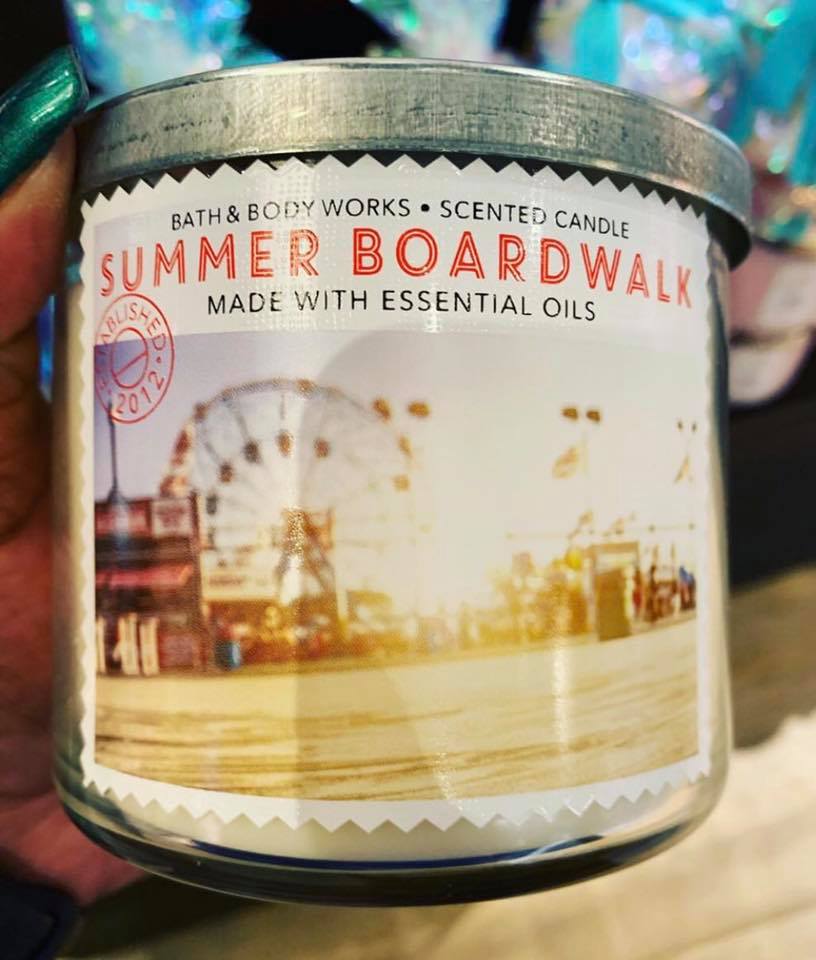 BATH & BODY WORKS • SCENTED CANDLE
SUMMER BOARDWALK
MADE WITH ESSENTIAL OILS
ESTABLISHED
2012